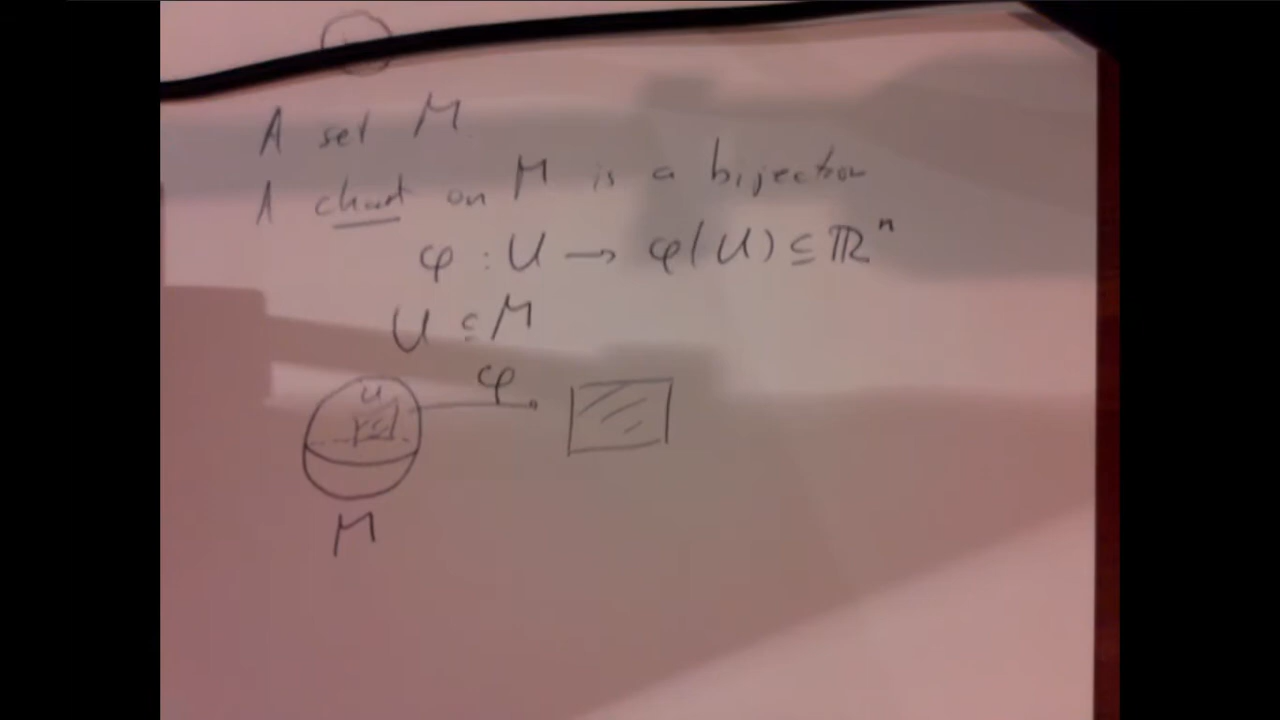 A set M
A chart on M is a bijection
φ : U → φ(U) ⊆ ℝⁿ
U ⊆ M
φ
U
M